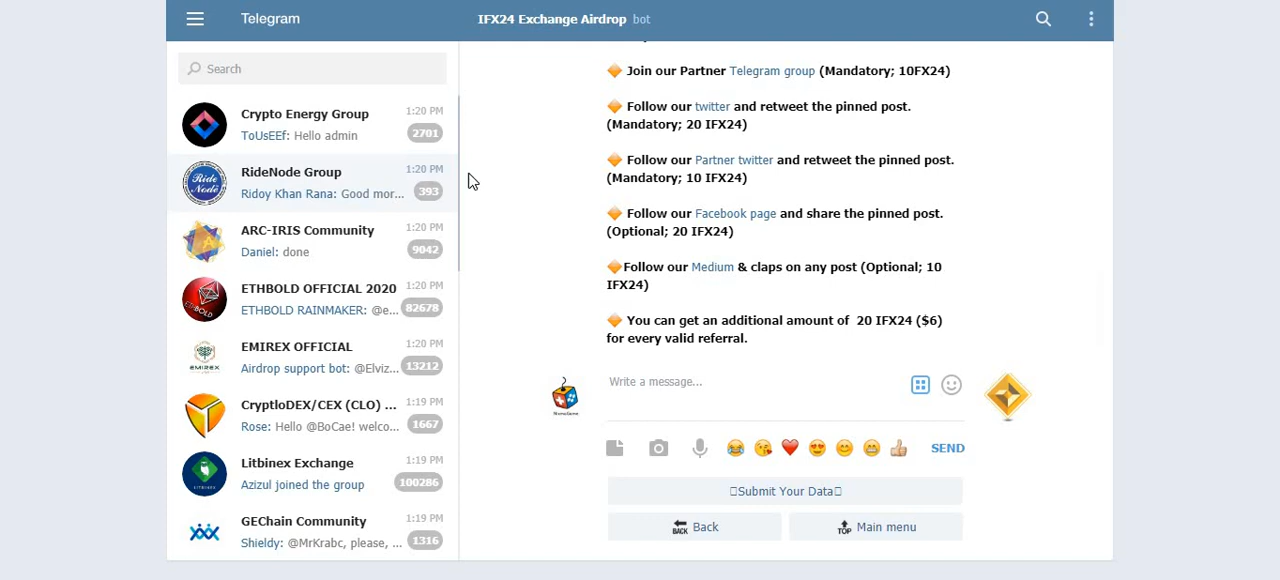 Telegram
IFX24 Exchange Airdrop bot
Search
Crypto Energy Group 1:20 PM
ToUsEEf: Hello admin 2701
RideNode Group 1:20 PM
Ridoy Khan Rana: Good mor... 393
ARC-IRIS Community 1:20 PM
Daniel: done 9042
ETHBOLD OFFICIAL 2020 1:20 PM
ETHBOLD RAINMAKER: @e... 82678
EMIREX OFFICIAL 1:20 PM
Airdrop support bot: @Elviz... 13212
CryptloDEX/CEX (CLO) ... 1:19 PM
Rose: Hello @BoCae! welco... 1667
Litbinex Exchange 1:19 PM
Azizul joined the group 100286
GEChain Community 1:19 PM
Shieldy: @MrKrabc, please, ... 1316
Ride
Node
ETHBOLD
EMIREX
LITBINEX
Join our Partner Telegram group (Mandatory; 10FX24)
Follow our twitter and retweet the pinned post.
(Mandatory; 20 IFX24)
Follow our Partner twitter and retweet the pinned post.
(Mandatory; 10 IFX24)
Follow our Facebook page and share the pinned post.
(Optional; 20 IFX24)
Follow our Medium & claps on any post (Optional; 10
IFX24)
You can get an additional amount of 20 IFX24 ($6)
for every valid referral.
Write a message...
SEND
Submit Your Data
BACK Back
TOP Main menu